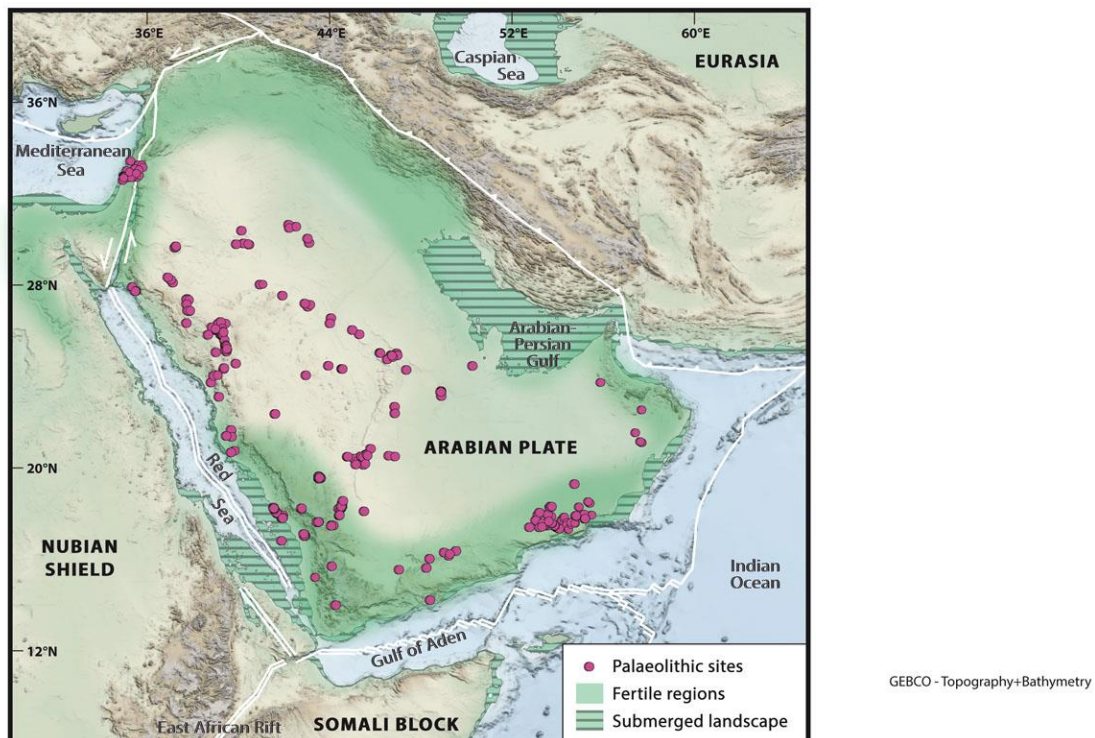 36°E
44°E
52°E
60°E
Caspian
Sea
EURASIA
36°N
Mediterranean
Sea
28°N
Arabian-
Persian
Gulf
ARABIAN PLATE
20°N
Red
Sea
NUBIAN
SHIELD
Indian
Ocean
12°N
Gulf of Aden
East African Rift
SOMALI BLOCK
Palaeolithic sites
Fertile regions
Submerged landscape
GEBCO - Topography+Bathymetry